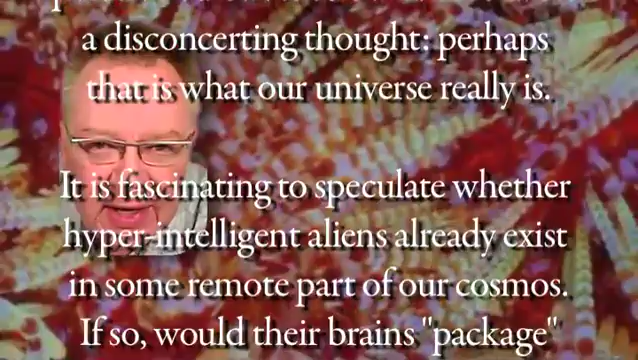 a disconcerting thought: perhaps
that is what our universe really is.
It is fascinating to speculate whether
hyper-intelligent aliens already exist
in some remote part of our cosmos.
If so, would their brains "package"